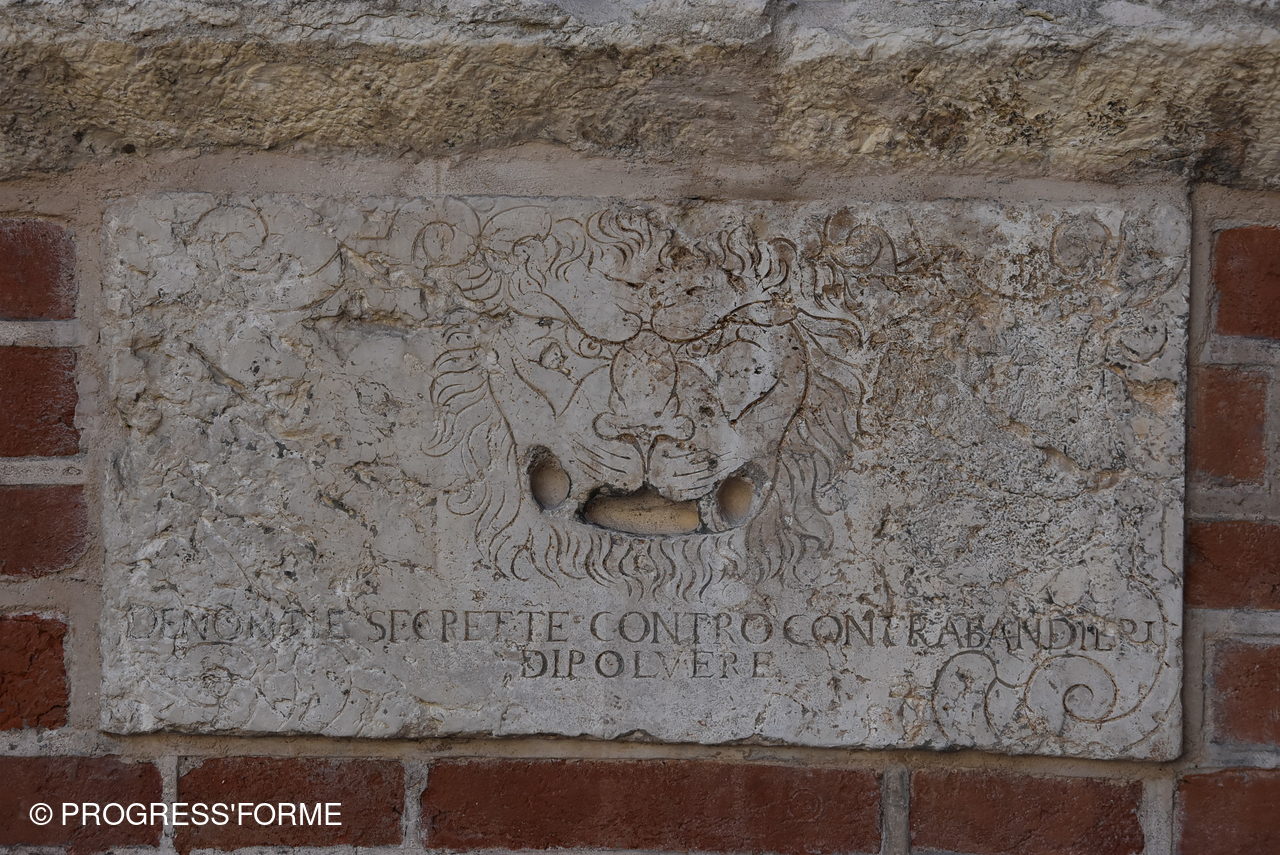 DENONTIE SECRETTE CONTRO CONTRABANDIERI
DIPOLVERE
© PROGRESS'FORME